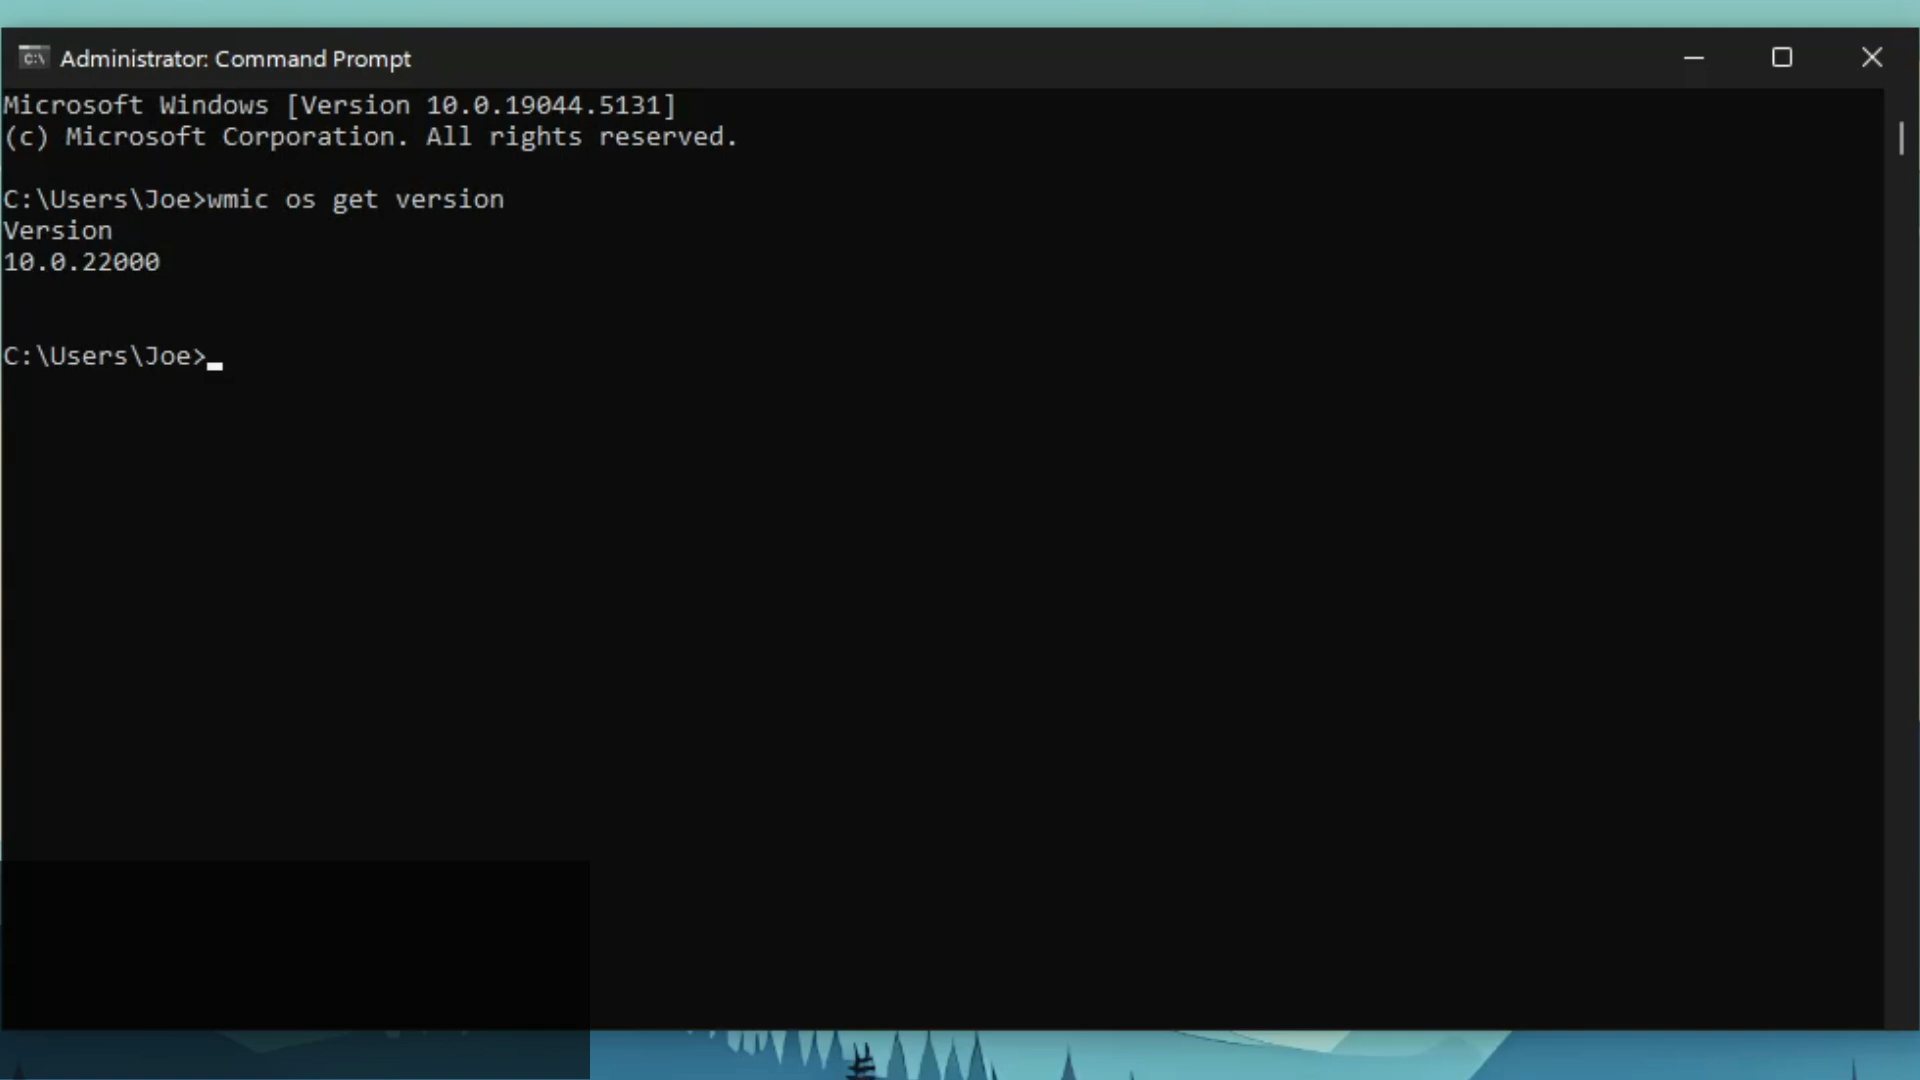 Administrator: Command Prompt
Microsoft Windows [Version 10.0.19044.5131]
(c) Microsoft Corporation. All rights reserved.
C:\Users\Joe>wmic os get version
Version
10.0.22000
C:\Users\Joe>